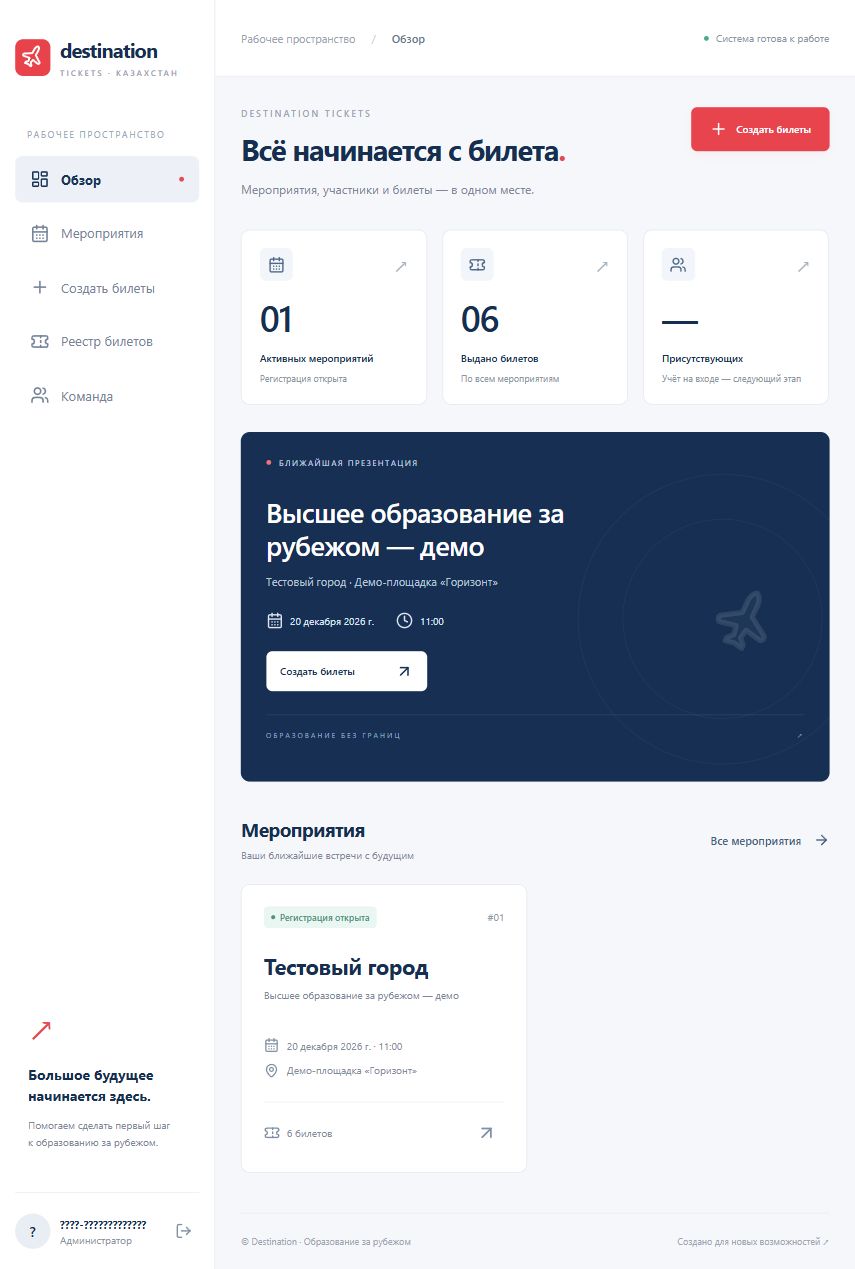 destination
TICKETS · КАЗАХСТАН
РАБОЧЕЕ ПРОСТРАНСТВО
Обзор
Мероприятия
Создать билеты
Реестр билетов
Команда
Большое будущее
начинается здесь.
Помогаем сделать первый шаг
к образованию за рубежом.
?
????-?????????????
Администратор
Рабочее пространство / Обзор
Система готова к работе
DESTINATION TICKETS
Всё начинается с билета.
Мероприятия, участники и билеты — в одном месте.
Создать билеты
01
Активных мероприятий
Регистрация открыта
06
Выдано билетов
По всем мероприятиям
—
Присутствующих
Учёт на входе — следующий этап
БЛИЖАЙШАЯ ПРЕЗЕНТАЦИЯ
Высшее образование за
рубежом — демо
Тестовый город · Демо-площадка «Горизонт»
20 декабря 2026 г. 11:00
Создать билеты
ОБРАЗОВАНИЕ БЕЗ ГРАНИЦ
Мероприятия
Ваши ближайшие встречи с будущим
Все мероприятия
Регистрация открыта #01
Тестовый город
Высшее образование за рубежом — демо
20 декабря 2026 г. · 11:00
Демо-площадка «Горизонт»
6 билетов
© Destination · Образование за рубежом
Создано для новых возможностей ↗